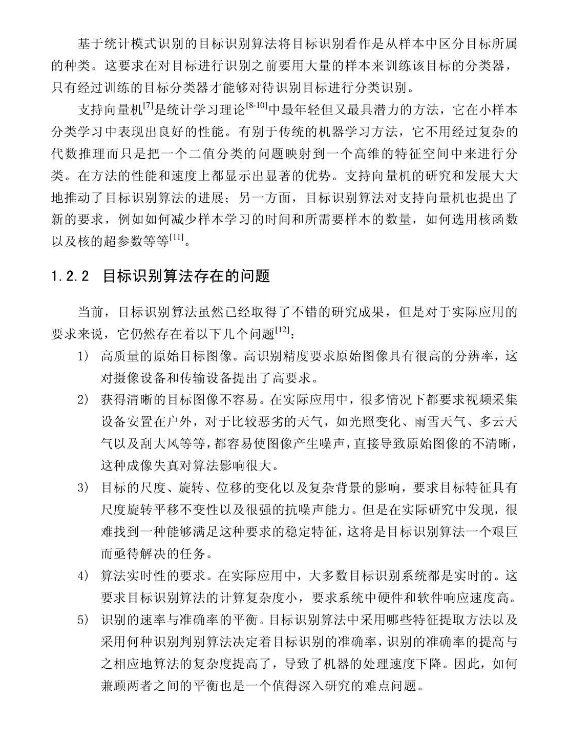 基于统计模式识别的目标识别算法将目标识别看作是从样本中区分目标所属
的种类。这要求在对目标进行识别之前要用大量的样本来训练该目标的分类器，
只有经过训练的目标分类器才能够对待识别目标进行分类识别。
支持向量机[7]是统计学习理论[8-10]中最年轻但又最具潜力的方法，它在小样本
分类学习中表现出良好的性能。有别于传统的机器学习方法，它不用经过复杂的
代数推理而只是把一个二值分类的问题映射到一个高维的特征空间中来进行分
类。在方法的性能和速度上都显示出显著的优势。支持向量机的研究和发展大大
地推动了目标识别算法的进展；另一方面，目标识别算法对支持向量机也提出了
新的要求，例如如何减少样本学习的时间和所需要样本的数量，如何选用核函数
以及核的超参数等等[11]。
1.2.2 目标识别算法存在的问题
当前，目标识别算法虽然已经取得了不错的研究成果，但是对于实际应用的
要求来说，它仍然存在着以下几个问题[12]：
1) 高质量的原始目标图像。高识别精度要求原始图像具有很高的分辨率，这
对摄像设备和传输设备提出了高要求。
2) 获得清晰的目标图像不容易。在实际应用中，很多情况下都要求视频采集
设备安置在户外，对于比较恶劣的天气，如光照变化、雨雪天气、多云天
气以及刮大风等等，都容易使图像产生噪声，直接导致原始图像的不清晰，
这种成像失真对算法影响很大。
3) 目标的尺度、旋转、位移的变化以及复杂背景的影响，要求目标特征具有
尺度旋转平移不变性以及很强的抗噪声能力。但是在实际研究中发现，很
难找到一种能够满足这种要求的稳定特征，这将是目标识别算法一个艰巨
而亟待解决的任务。
4) 算法实时性的要求。在实际应用中，大多数目标识别系统都是实时的。这
要求目标识别算法的计算复杂度小，要求系统中硬件和软件响应速度高。
5) 识别的速率与准确率的平衡。目标识别算法中采用哪些特征提取方法以及
采用何种识别判别算法决定着目标识别的准确率，识别的准确率的提高与
之相应地算法的复杂度提高了，导致了机器的处理速度下降。因此，如何
兼顾两者之间的平衡也是一个值得深入研究的难点问题。